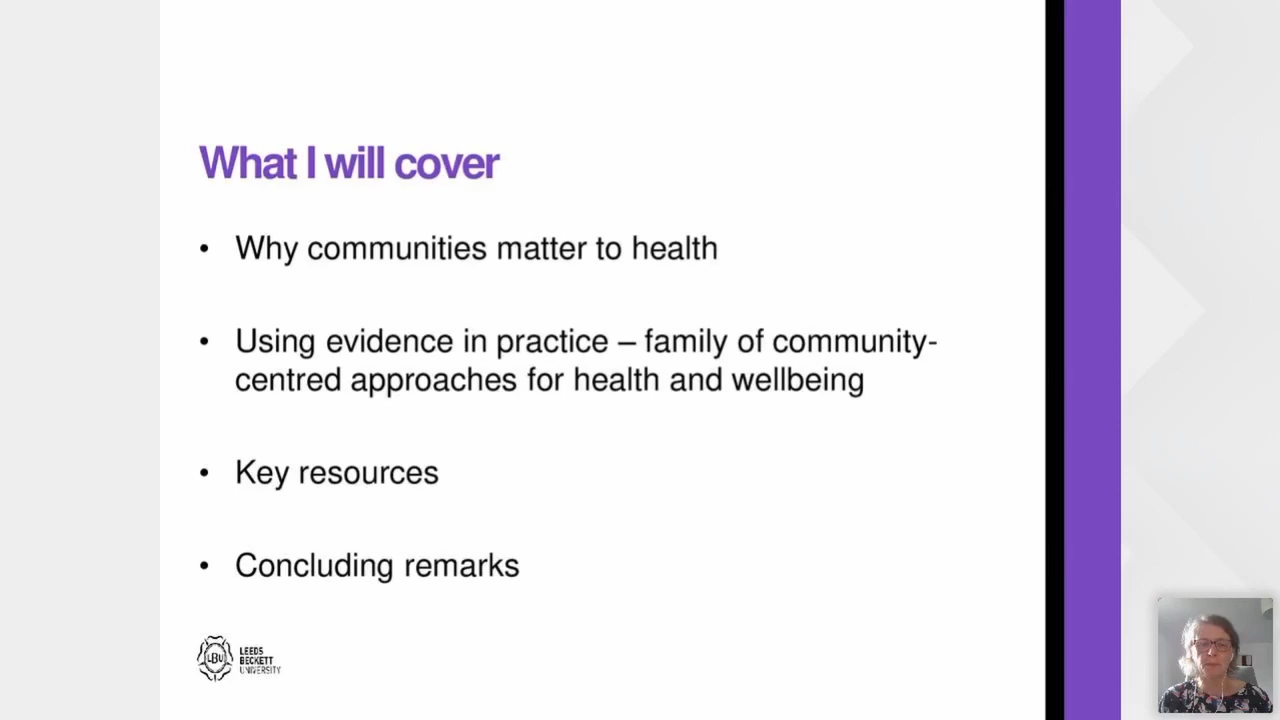 What I will cover
• Why communities matter to health
• Using evidence in practice – family of community-
centred approaches for health and wellbeing
• Key resources
• Concluding remarks
LBU
LEEDS
BECKETT
UNIVERSITY